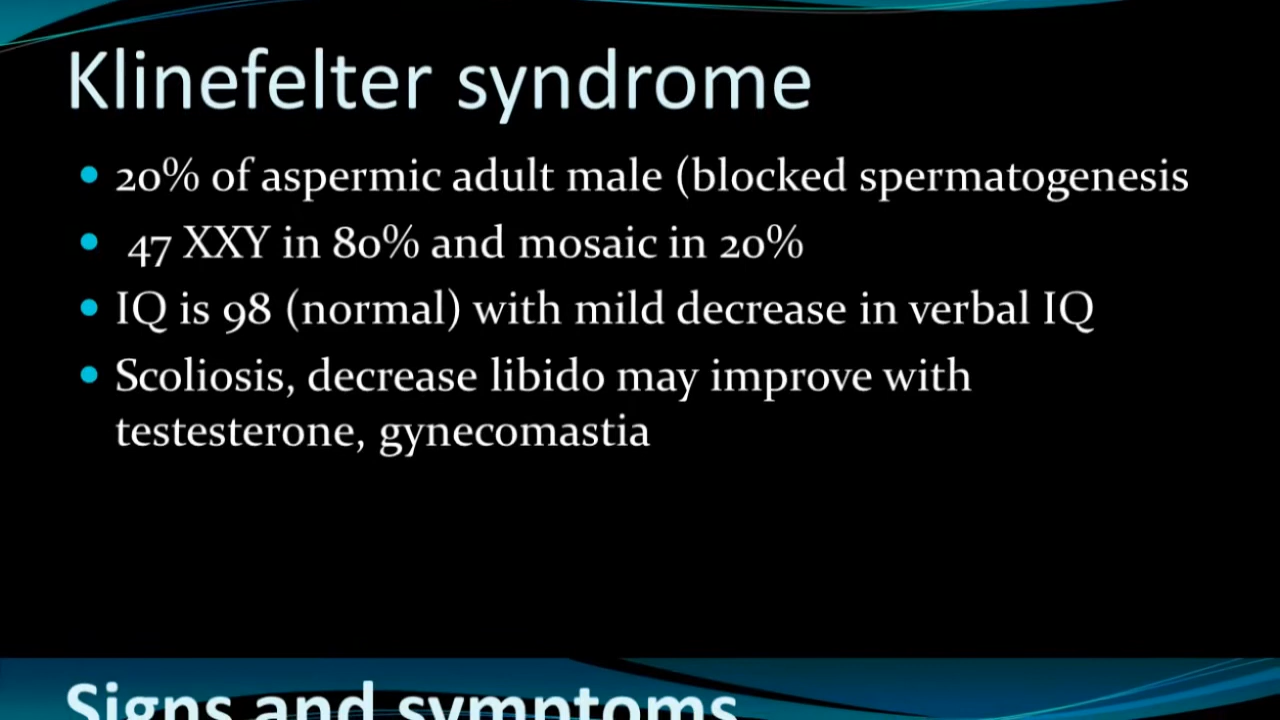 Klinefelter syndrome
• 20% of aspermic adult male (blocked spermatogenesis
• 47 XXY in 80% and mosaic in 20%
• IQ is 98 (normal) with mild decrease in verbal IQ
• Scoliosis, decrease libido may improve with
testesterone, gynecomastia
Signs and symptoms